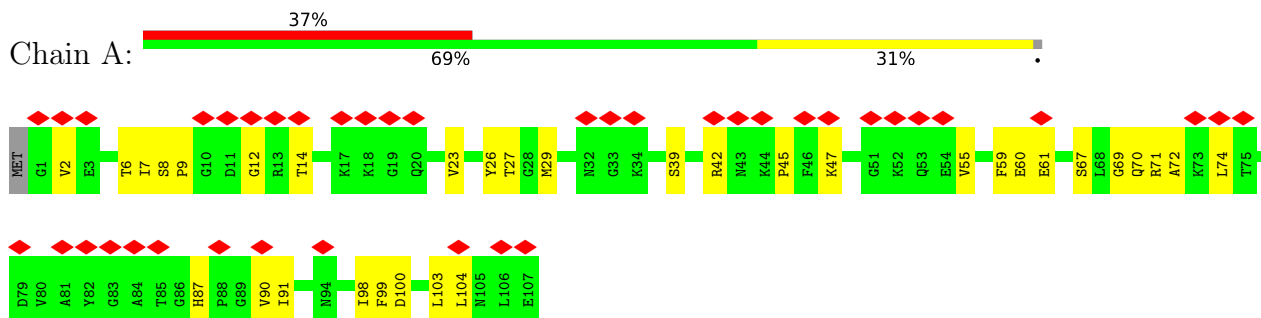 37%
Chain A:
69% 31% •
MET G1 V2 E3 T6 I7 S8 P9 G10 D11 G12 R13 T14 K17 K18 G19 Q20 V23 Y26 T27 G28 M29 N32 G33 K34 S39 R42 N43 K44 P45 F46 K47 G51 K52 Q53 E54 V55 F59 E60 E61 S67 L68 G69 Q70 R71 A72 K73 L74 T75
D79 V80 A81 Y82 G83 A84 T85 G86 H87 P88 G89 V90 I91 N94 I98 F99 D100 L103 L104 N105 L106 E107